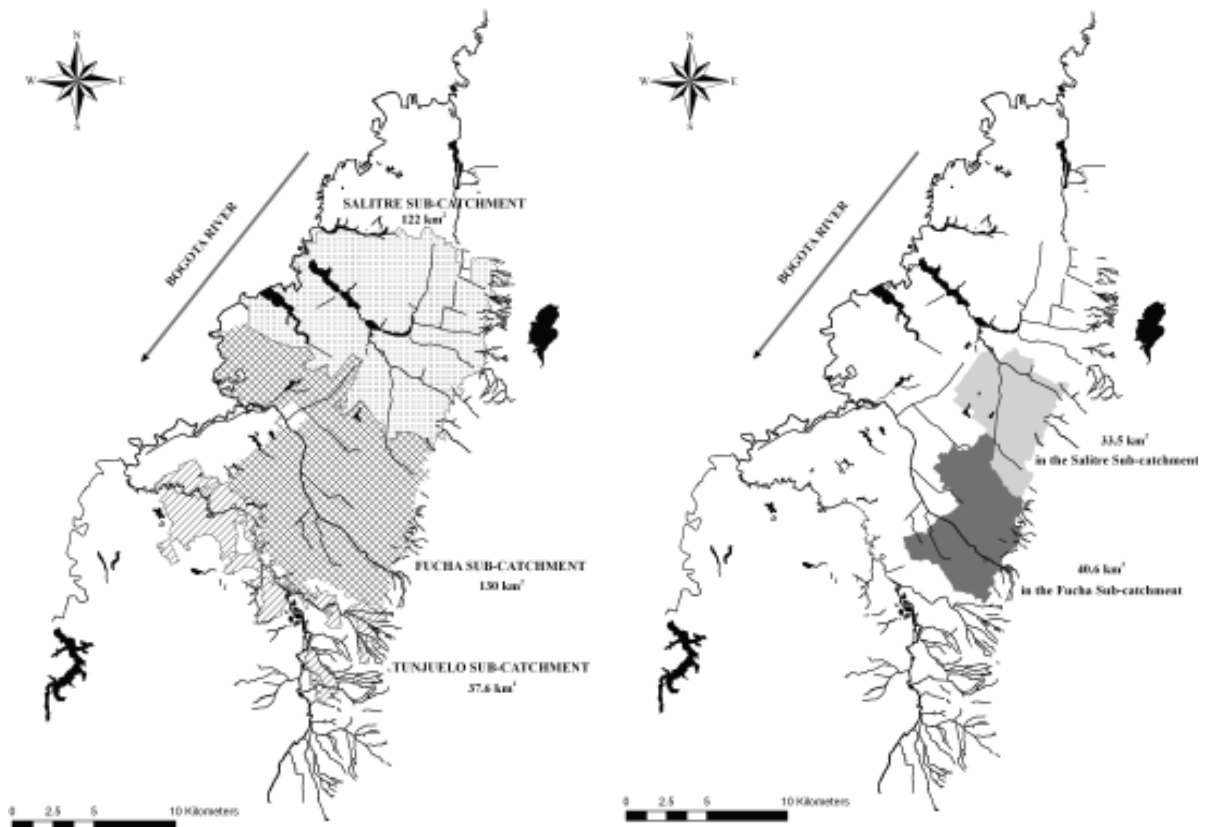 N
W E
S
BOGOTA RIVER
SALITRE SUB-CATCHMENT
122 km²
FUCHA SUB-CATCHMENT
130 km²
TUNJUELO SUB-CATCHMENT
37.6 km²
0 2.5 5 10 Kilometers
N
W E
S
BOGOTA RIVER
33.5 km²
in the Salitre Sub-catchment
40.6 km²
in the Fucha Sub-catchment
0 2.5 5 10 Kilometers